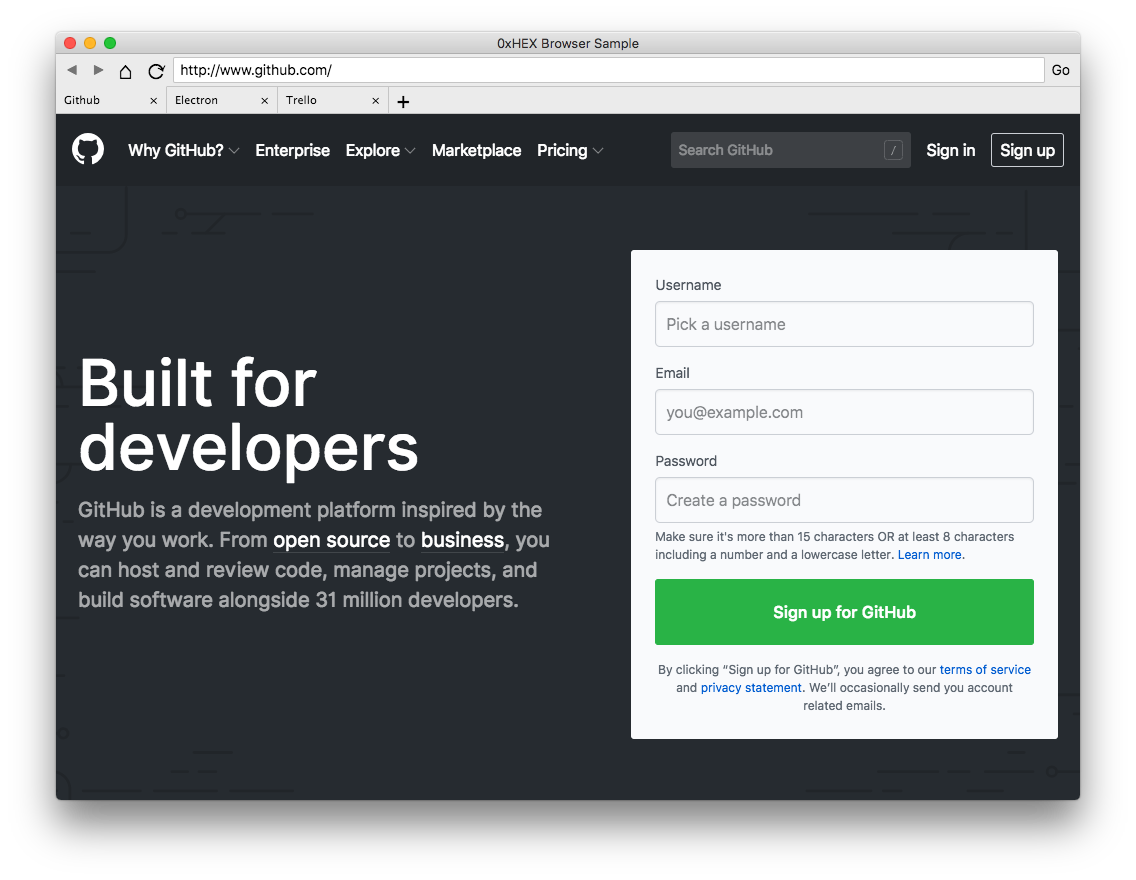 0xHEX Browser Sample
http://www.github.com/ Go
Github × Electron × Trello × +
Why GitHub? Enterprise Explore Marketplace Pricing Search GitHub / Sign in Sign up
Built for
developers
GitHub is a development platform inspired by the
way you work. From open source to business, you
can host and review code, manage projects, and
build software alongside 31 million developers.
Username
Pick a username
Email
you@example.com
Password
Create a password
Make sure it's more than 15 characters OR at least 8 characters
including a number and a lowercase letter. Learn more.
Sign up for GitHub
By clicking “Sign up for GitHub”, you agree to our terms of service
and privacy statement. We’ll occasionally send you account
related emails.